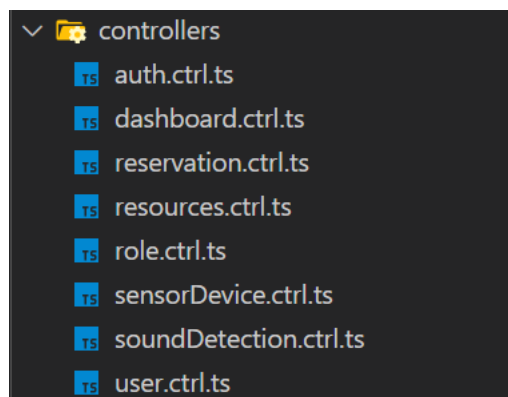 controllers
TS auth.ctrl.ts
TS dashboard.ctrl.ts
TS reservation.ctrl.ts
TS resources.ctrl.ts
TS role.ctrl.ts
TS sensorDevice.ctrl.ts
TS soundDetection.ctrl.ts
TS user.ctrl.ts